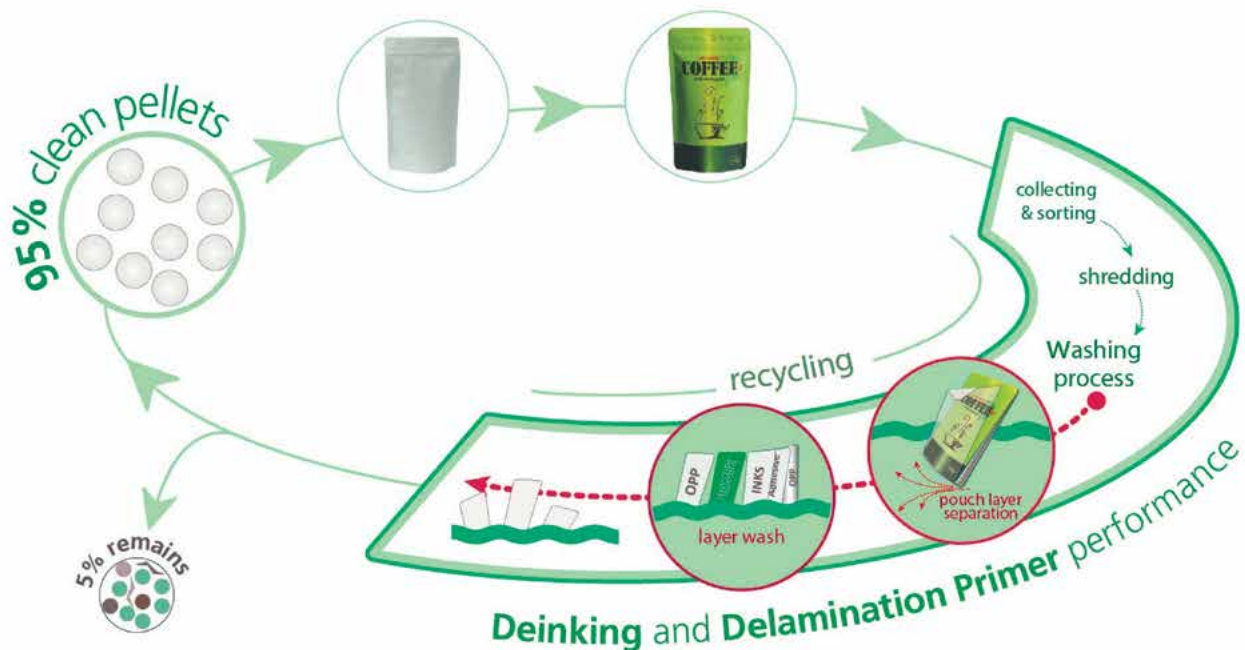 95% clean pellets
COFFEE
collecting
& sorting
shredding
Washing
process
recycling
COFFEE
pouch layer
separation
OPP
INKS
Adhesive
OPP
layer wash
5% remains
Deinking and Delamination Primer performance